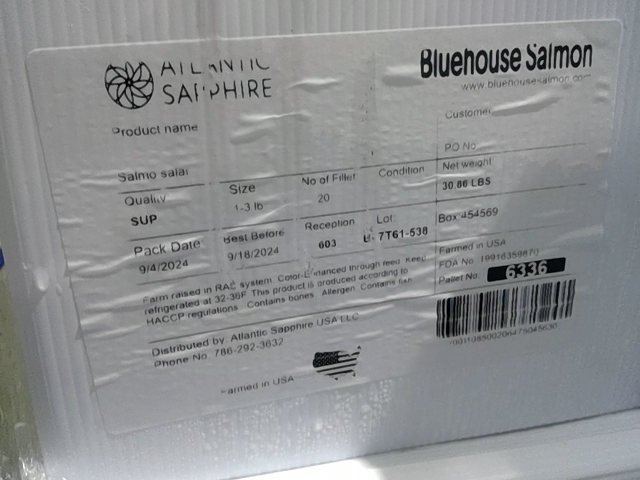 ATLANTIC
SAPPHIRE
Bluehouse Salmon
www.bluehousesalmon.com
Product name
Customer
Salmo salar
PO No
Quality
Size
No of Fillet
Condition
Net weight
SUP
1-3 lb
20
30.86 LBS
Pack Date
Best Before
Reception
Lot
Box 454569
9/4/2024
9/18/2024
603
7T61-538
Farmed in USA
FDA No. 19916359870
Pallet No. 6336
Farm raised in RAS system. Color-Enhanced through feed. Keep
refrigerated at 32-36F. This product is produced according to
HACCP regulations. Contains bones. Allergen: Contains fish.
Distributed by: Atlantic Sapphire USA LLC
Phone No. 786-292-3632
Farmed in USA